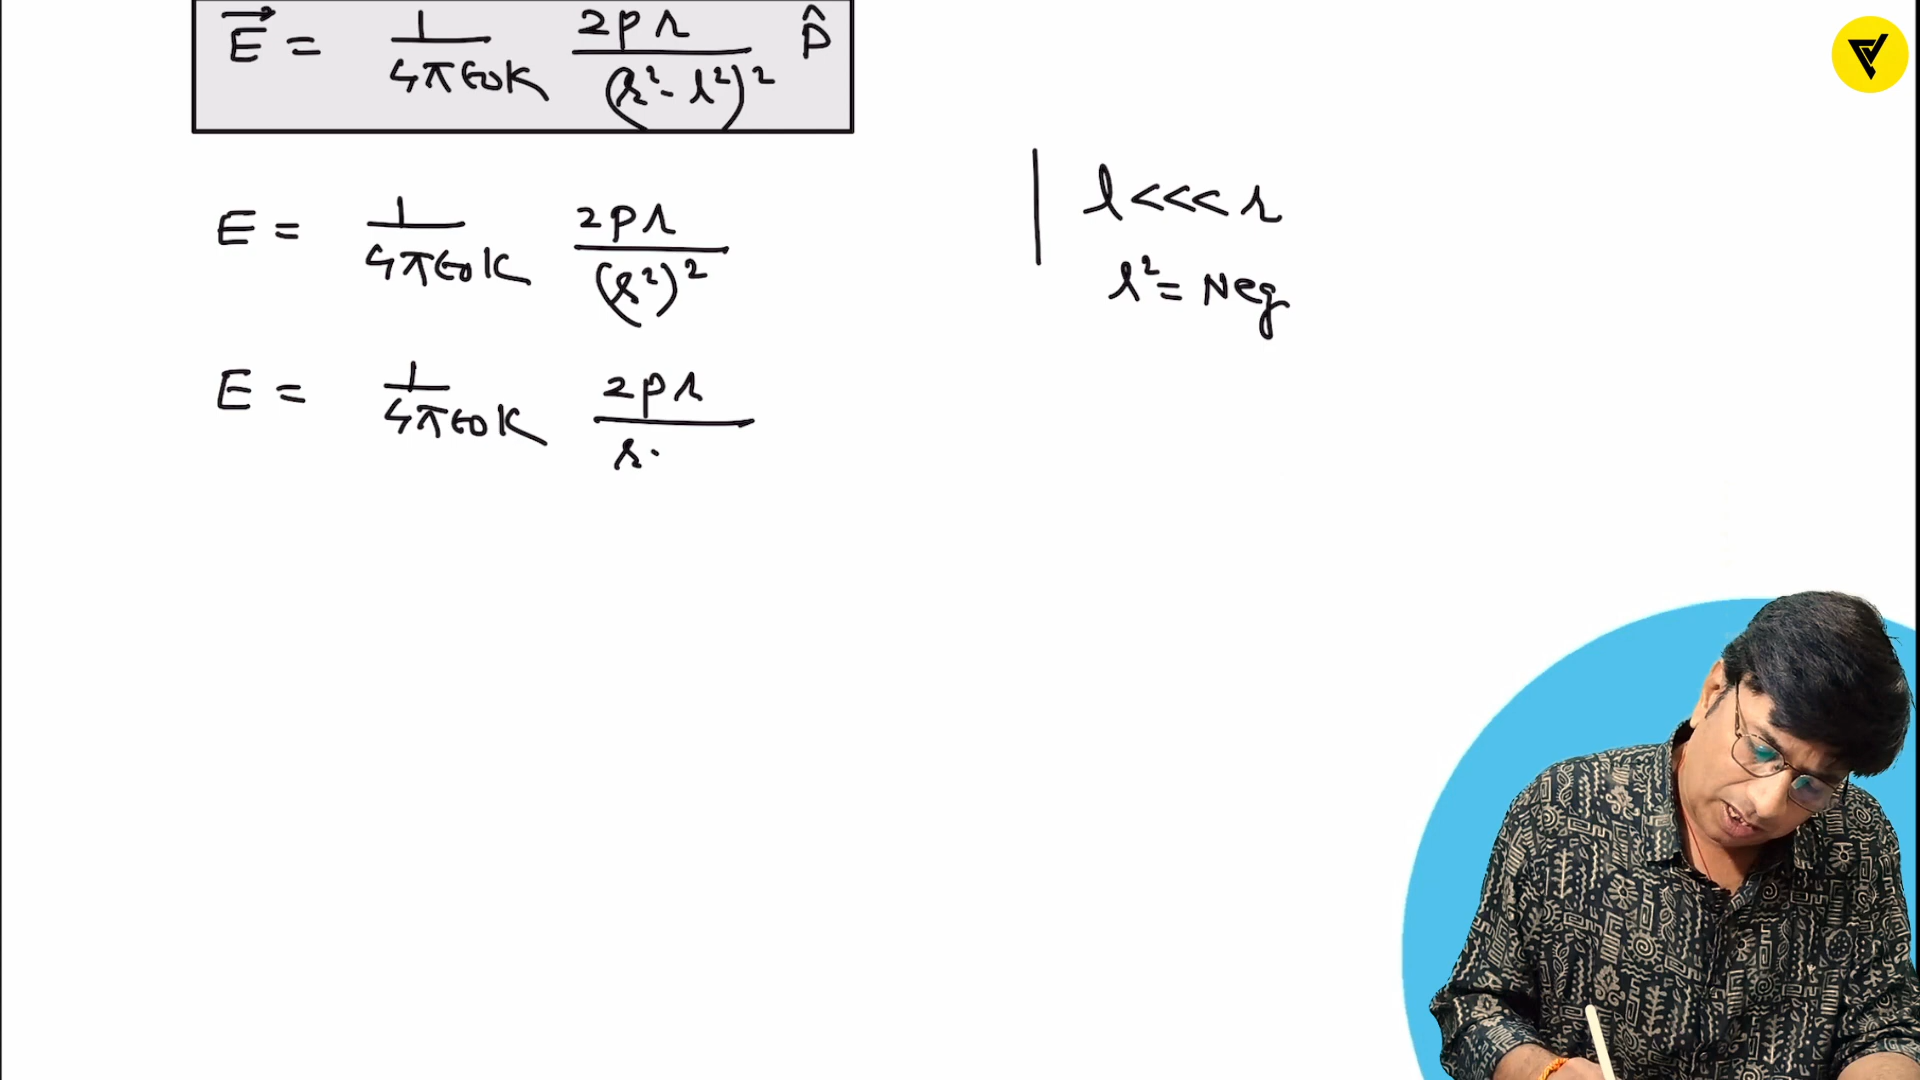 E⃗ = 1/4πϵ0K 2pr/(r²-l²)² P̂
E = 1/4πϵ0K 2pr/(r²)²
l <<< r
l² = Neg
E = 1/4πϵ0K 2pr/r.